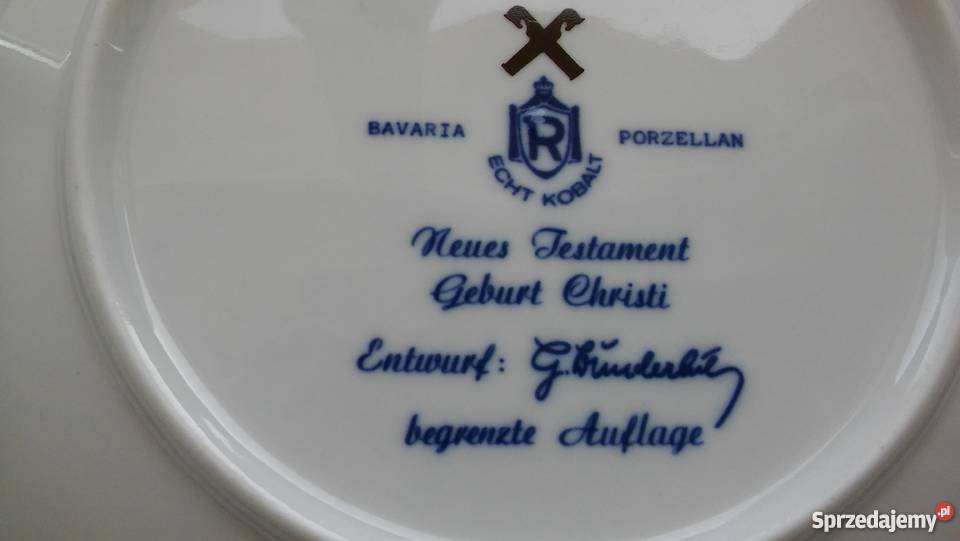 BAVARIA R PORZELLAN
ECHT KOBALT
Neues Testament
Geburt Christi
Entwurf: G.
begrenzte Auflage
Sprzedajemy.pl